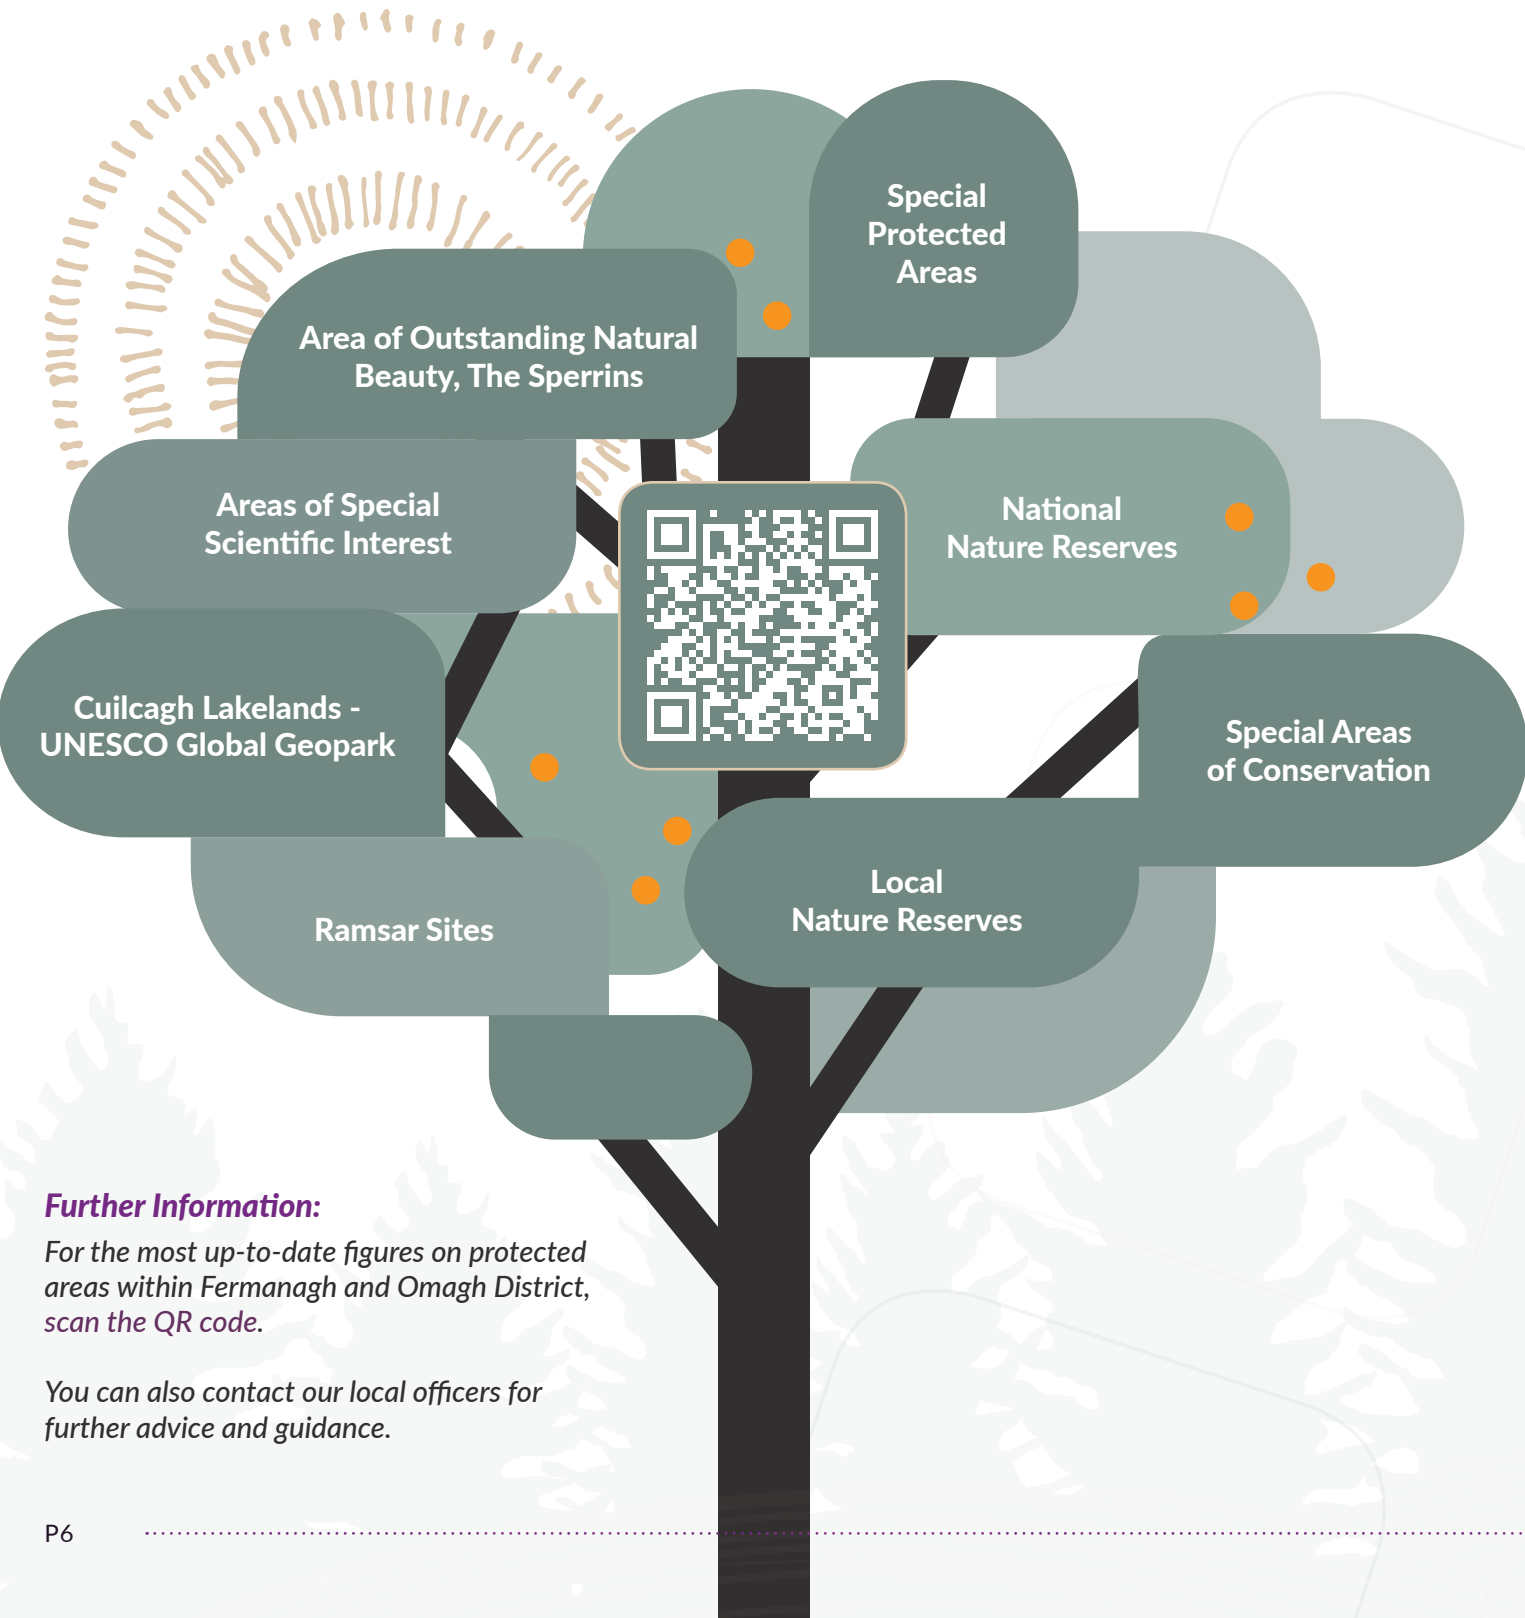 Special
Protected
Areas
Area of Outstanding Natural
Beauty, The Sperrins
Areas of Special
Scientific Interest
National
Nature Reserves
Cuilcagh Lakelands -
UNESCO Global Geopark
Special Areas
of Conservation
Local
Nature Reserves
Ramsar Sites
Further Information:
For the most up-to-date figures on protected
areas within Fermanagh and Omagh District,
scan the QR code.
You can also contact our local officers for
further advice and guidance.
P6